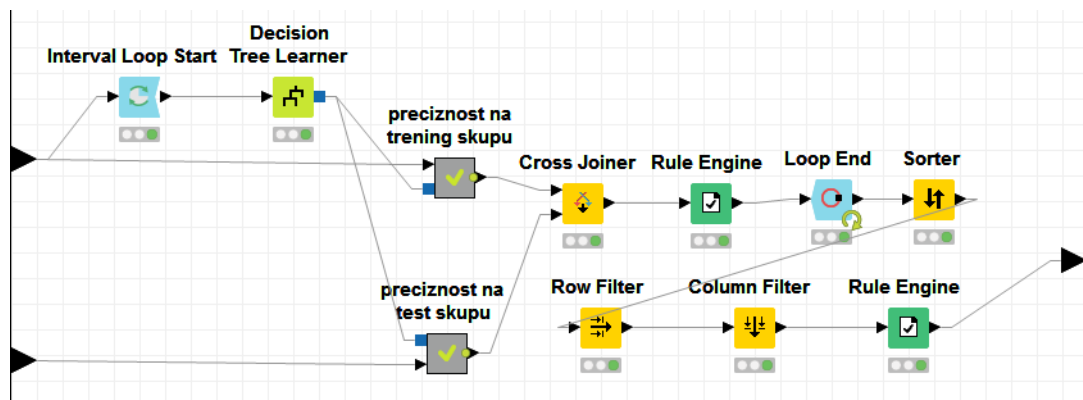 Interval Loop Start
Decision
Tree Learner
preciznost na
trening skupu
Cross Joiner
Rule Engine
Loop End
Sorter
preciznost na
test skupu
Row Filter
Column Filter
Rule Engine